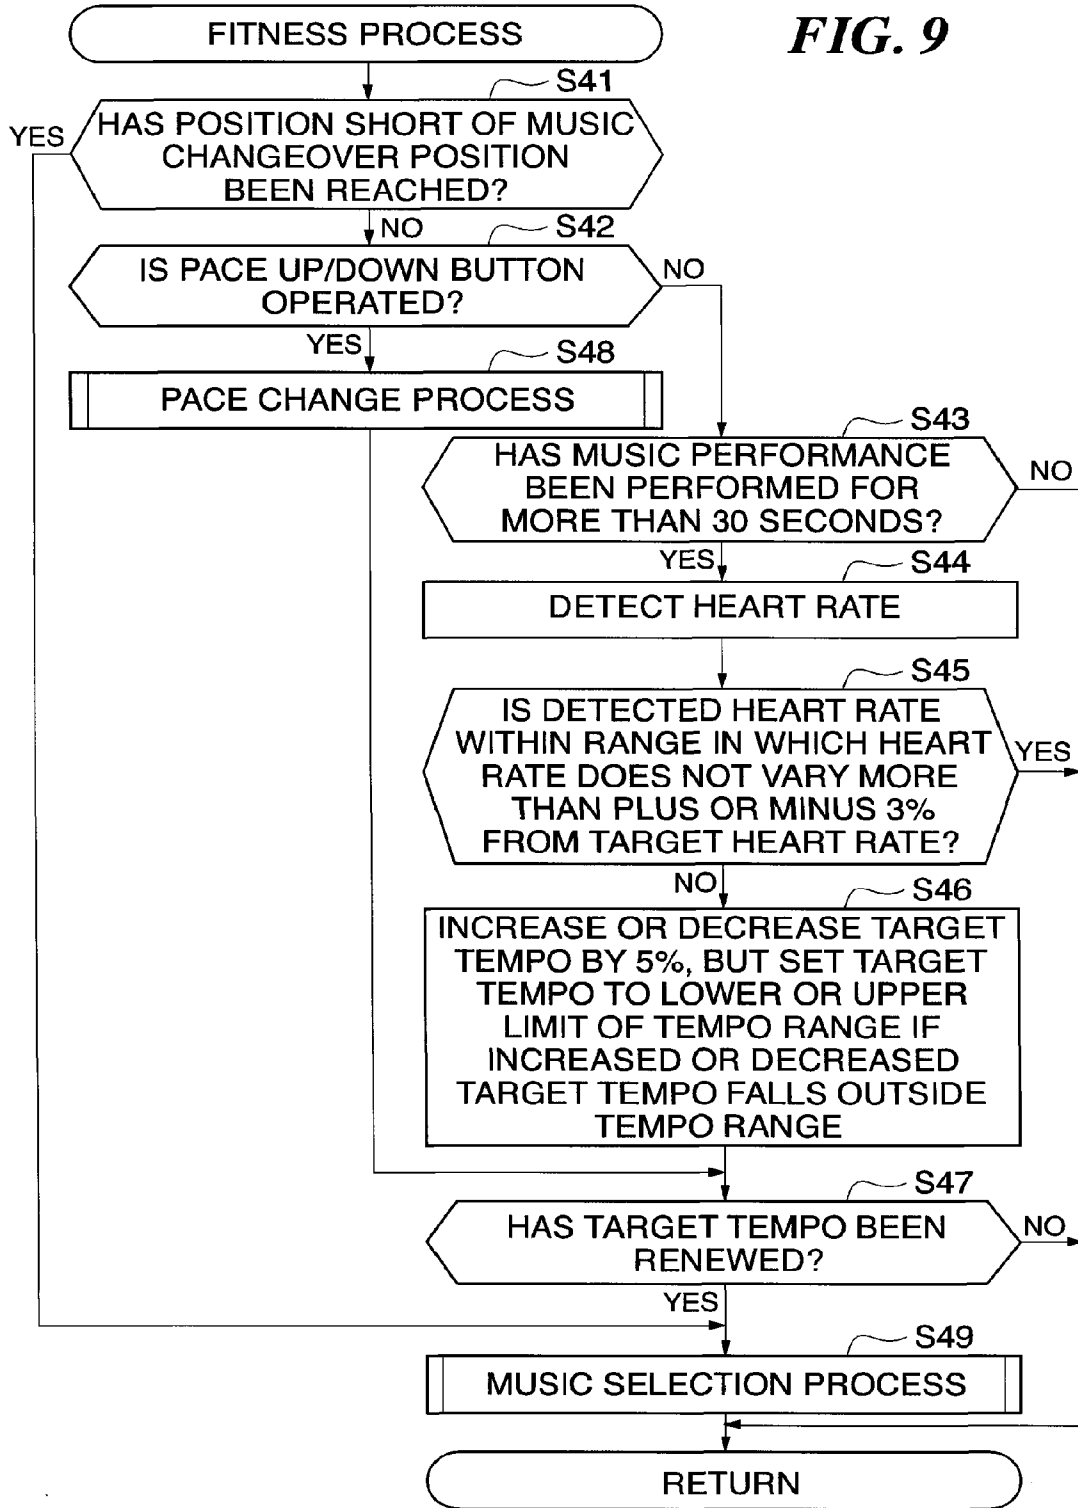 FITNESS PROCESS
FIG. 9
S41
YES
HAS POSITION SHORT OF MUSIC
CHANGEOVER POSITION
BEEN REACHED?
NO
S42
IS PACE UP/DOWN BUTTON
OPERATED?
NO
YES
S48
PACE CHANGE PROCESS
S43
HAS MUSIC PERFORMANCE
BEEN PERFORMED FOR
MORE THAN 30 SECONDS?
NO
YES
S44
DETECT HEART RATE
S45
IS DETECTED HEART RATE
WITHIN RANGE IN WHICH HEART
RATE DOES NOT VARY MORE
THAN PLUS OR MINUS 3%
FROM TARGET HEART RATE?
YES
NO
S46
INCREASE OR DECREASE TARGET
TEMPO BY 5%, BUT SET TARGET
TEMPO TO LOWER OR UPPER
LIMIT OF TEMPO RANGE IF
INCREASED OR DECREASED
TARGET TEMPO FALLS OUTSIDE
TEMPO RANGE
S47
HAS TARGET TEMPO BEEN
RENEWED?
NO
YES
S49
MUSIC SELECTION PROCESS
RETURN